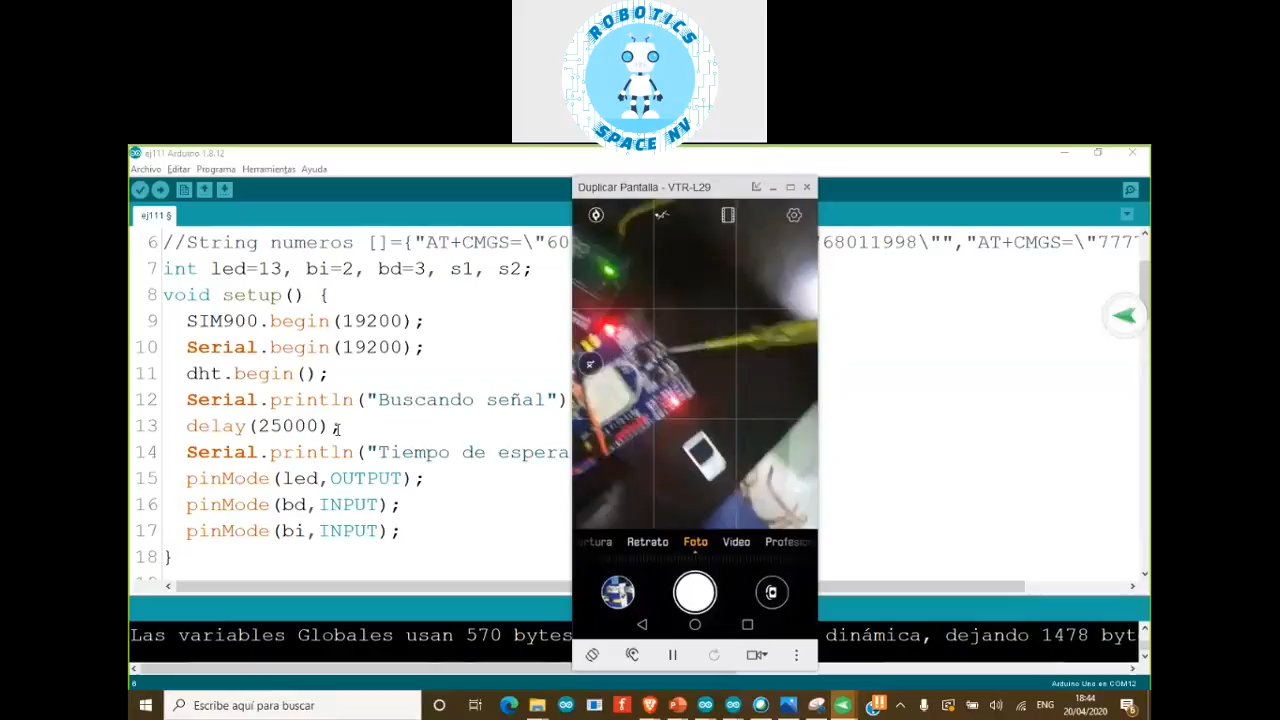 ROBOTICS
SPACE NV
ej111 Arduino 1.8.12
Archivo Editar Programa Herramientas Ayuda
ej111 §
6 //String numeros []={"AT+CMGS=\"60
68011998\"","AT+CMGS=\"777
7 int led=13, bi=2, bd=3, s1, s2;
8 void setup() {
9 SIM900.begin(19200);
10 Serial.begin(19200);
11 dht.begin();
12 Serial.println("Buscando señal")
13 delay(25000);
14 Serial.println("Tiempo de espera
15 pinMode(led,OUTPUT);
16 pinMode(bd,INPUT);
17 pinMode(bi,INPUT);
18 }
Duplicar Pantalla - VTR-L29
rtura Retrato Foto Vídeo Profesio
Las variables Globales usan 570 bytes
dinámica, dejando 1478 byt
6
Arduino Uno en COM12
Escribe aquí para buscar
ENG
18:44
20/04/2020